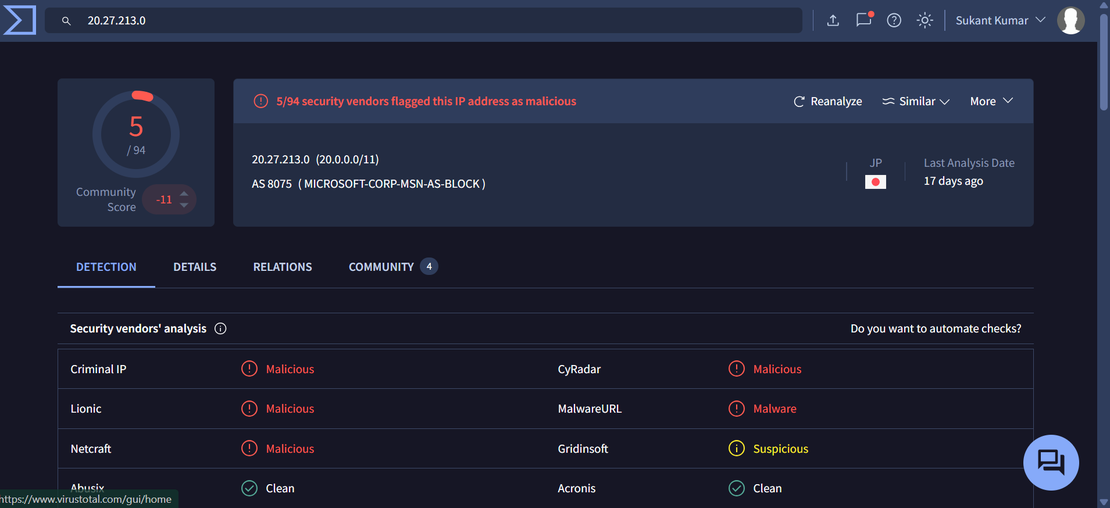 20.27.213.0
Sukant Kumar
5
/ 94
Community
Score
-11
5/94 security vendors flagged this IP address as malicious
Reanalyze
Similar
More
20.27.213.0 (20.0.0.0/11)
AS 8075 ( MICROSOFT-CORP-MSN-AS-BLOCK )
JP
Last Analysis Date
17 days ago
DETECTION
DETAILS
RELATIONS
COMMUNITY 4
Security vendors' analysis
Do you want to automate checks?
Criminal IP Malicious CyRadar Malicious
Lionic Malicious MalwareURL Malware
Netcraft Malicious Gridinsoft Suspicious
Abusix Clean Acronis Clean
https://www.virustotal.com/gui/home